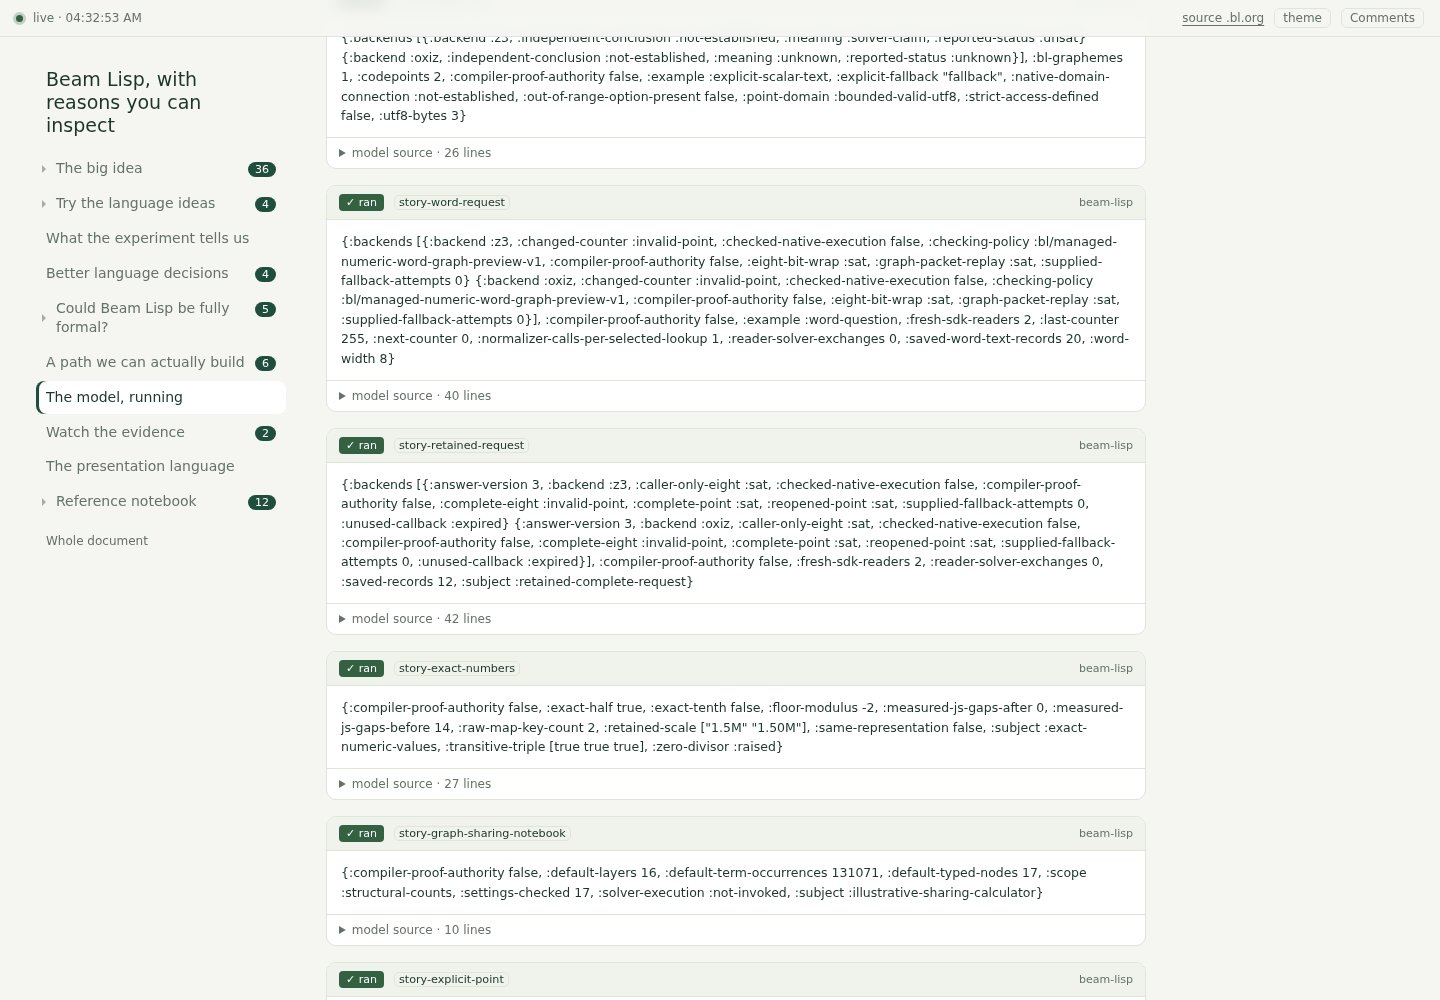 live · 04:32:53 AM
source .bl.org
theme
Comments
Beam Lisp, with
reasons you can
inspect
The big idea
36
Try the language ideas
4
What the experiment tells us
Better language decisions
4
Could Beam Lisp be fully
formal?
5
A path we can actually build
6
The model, running
Watch the evidence
2
The presentation language
Reference notebook
12
Whole document
{:backends [{:backend :z3, :independent-conclusion :not-established, :meaning :solver-claim, :reported-status :unsat}
{:backend :oxiz, :independent-conclusion :not-established, :meaning :unknown, :reported-status :unknown}], :bl-graphemes
1, :codepoints 2, :compiler-proof-authority false, :example :explicit-scalar-text, :explicit-fallback "fallback", :native-domain-
connection :not-established, :out-of-range-option-present false, :point-domain :bounded-valid-utf8, :strict-access-defined
false, :utf8-bytes 3}
model source · 26 lines
✓ ran
story-word-request
beam-lisp
{:backends [{:backend :z3, :changed-counter :invalid-point, :checked-native-execution false, :checking-policy :bl/managed-
numeric-word-graph-preview-v1, :compiler-proof-authority false, :eight-bit-wrap :sat, :graph-packet-replay :sat, :supplied-
fallback-attempts 0} {:backend :oxiz, :changed-counter :invalid-point, :checked-native-execution false, :checking-policy
:bl/managed-numeric-word-graph-preview-v1, :compiler-proof-authority false, :eight-bit-wrap :sat, :graph-packet-replay :sat,
:supplied-fallback-attempts 0}], :compiler-proof-authority false, :example :word-question, :fresh-sdk-readers 2, :last-counter
255, :next-counter 0, :normalizer-calls-per-selected-lookup 1, :reader-solver-exchanges 0, :saved-word-text-records 20, :word-
width 8}
model source · 40 lines
✓ ran
story-retained-request
beam-lisp
{:backends [{:answer-version 3, :backend :z3, :caller-only-eight :sat, :checked-native-execution false, :compiler-proof-
authority false, :complete-eight :invalid-point, :complete-point :sat, :reopened-point :sat, :supplied-fallback-attempts 0,
:unused-callback :expired} {:answer-version 3, :backend :oxiz, :caller-only-eight :sat, :checked-native-execution false,
:compiler-proof-authority false, :complete-eight :invalid-point, :complete-point :sat, :reopened-point :sat, :supplied-fallback-
attempts 0, :unused-callback :expired}], :compiler-proof-authority false, :fresh-sdk-readers 2, :reader-solver-exchanges 0,
:saved-records 12, :subject :retained-complete-request}
model source · 42 lines
✓ ran
story-exact-numbers
beam-lisp
{:compiler-proof-authority false, :exact-half true, :exact-tenth false, :floor-modulus -2, :measured-js-gaps-after 0, :measured-
js-gaps-before 14, :raw-map-key-count 2, :retained-scale ["1.5M" "1.50M"], :same-representation false, :subject :exact-
numeric-values, :transitive-triple [true true true], :zero-divisor :raised}
model source · 27 lines
✓ ran
story-graph-sharing-notebook
beam-lisp
{:compiler-proof-authority false, :default-layers 16, :default-term-occurrences 131071, :default-typed-nodes 17, :scope
:structural-counts, :settings-checked 17, :solver-execution :not-invoked, :subject :illustrative-sharing-calculator}
model source · 10 lines
✓ ran
story-explicit-point
beam-lisp